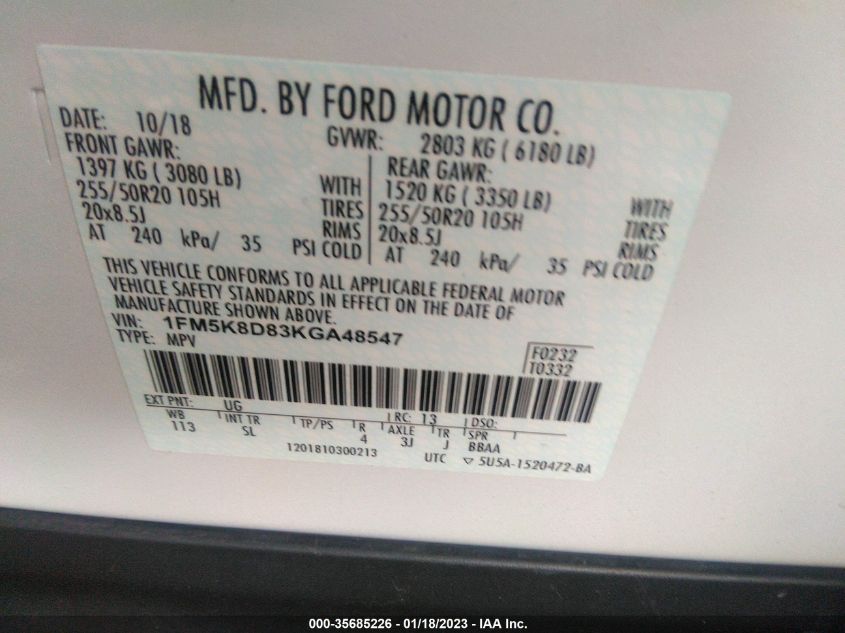 MFD. BY FORD MOTOR CO.
DATE: 10/18 GVWR: 2803 KG ( 6180 LB)
FRONT GAWR: REAR GAWR:
1397 KG ( 3080 LB) WITH 1520 KG ( 3350 LB) WITH
255/50R20 105H TIRES 255/50R20 105H TIRES
20x8.5J RIMS 20x8.5J RIMS
AT 240 kPa/ 35 PSI COLD AT 240 kPa/ 35 PSI COLD
THIS VEHICLE CONFORMS TO ALL APPLICABLE FEDERAL MOTOR
VEHICLE SAFETY STANDARDS IN EFFECT ON THE DATE OF
MANUFACTURE SHOWN ABOVE.
VIN: 1FM5K8D83KGA48547
TYPE: MPV
F0232
T0332
EXT PNT: UG RC: 13 DSO:
WB INT TR TP/PS R AXLE TR SPR
113 SL 4 3J J BBAA
1201810300213 UTC ▽ 5U5A-1520472-BA
000-35685226 - 01/18/2023 - IAA Inc.